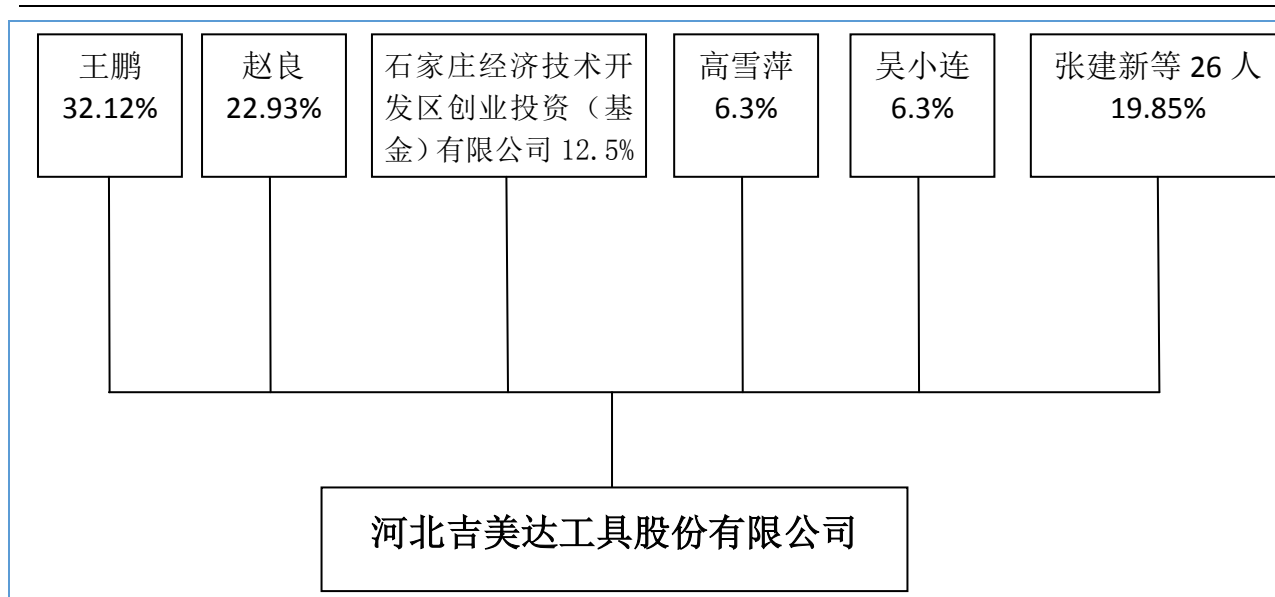 王鹏
32.12%
赵良
22.93%
石家庄经济技术开
发区创业投资（基
金）有限公司 12.5%
高雪萍
6.3%
吴小连
6.3%
张建新等 26 人
19.85%
河北吉美达工具股份有限公司